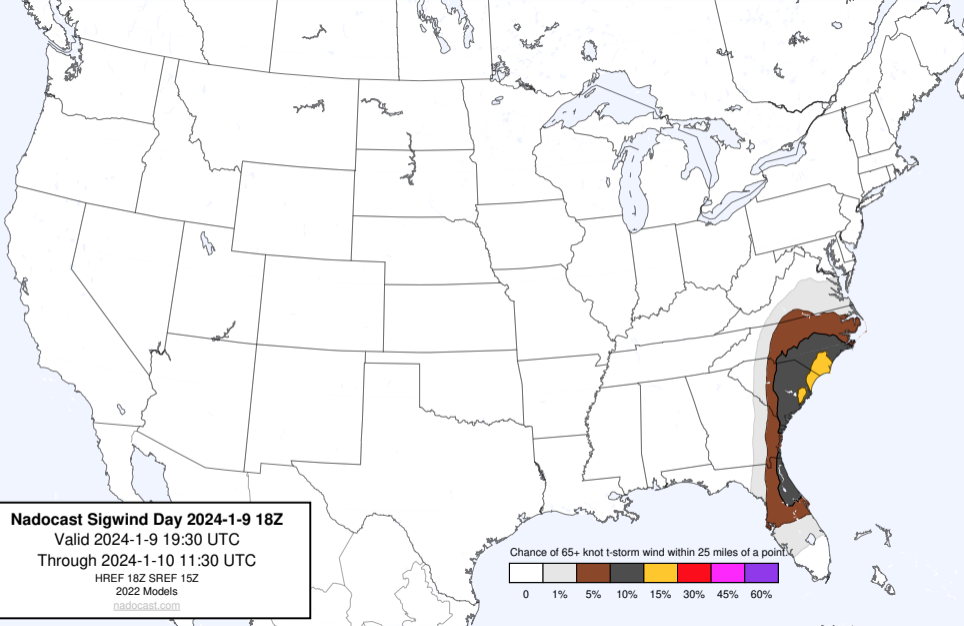 Nadocast Sigwind Day 2024-1-9 18Z
Valid 2024-1-9 19:30 UTC
Through 2024-1-10 11:30 UTC
HREF 18Z SREF 15Z
2022 Models
nadocast.com
Chance of 65+ knot t-storm wind within 25 miles of a point.
0 1% 5% 10% 15% 30% 45% 60%